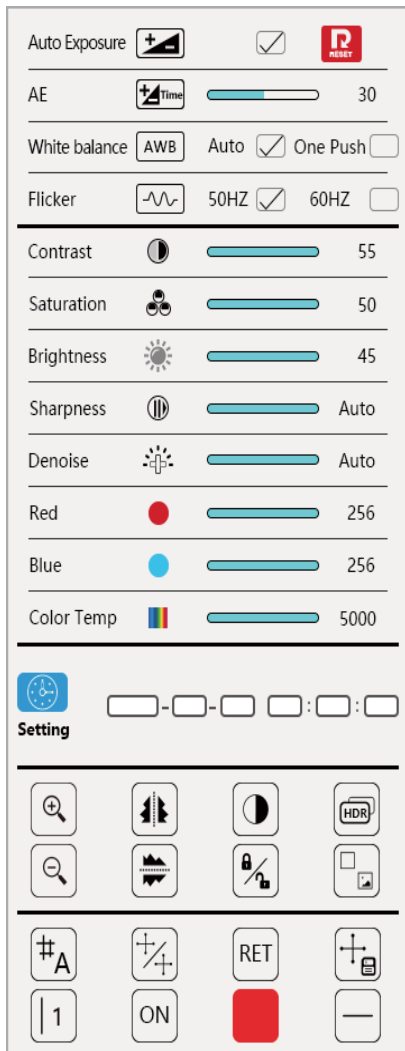 Auto Exposure RESET
AE +Time 30
White balance AWB Auto One Push
Flicker 50HZ 60HZ
Contrast 55
Saturation 50
Brightness 45
Sharpness Auto
Denoise Auto
Red 256
Blue 256
Color Temp 5000
- - : :
Setting
HDR
#A RET
1 ON